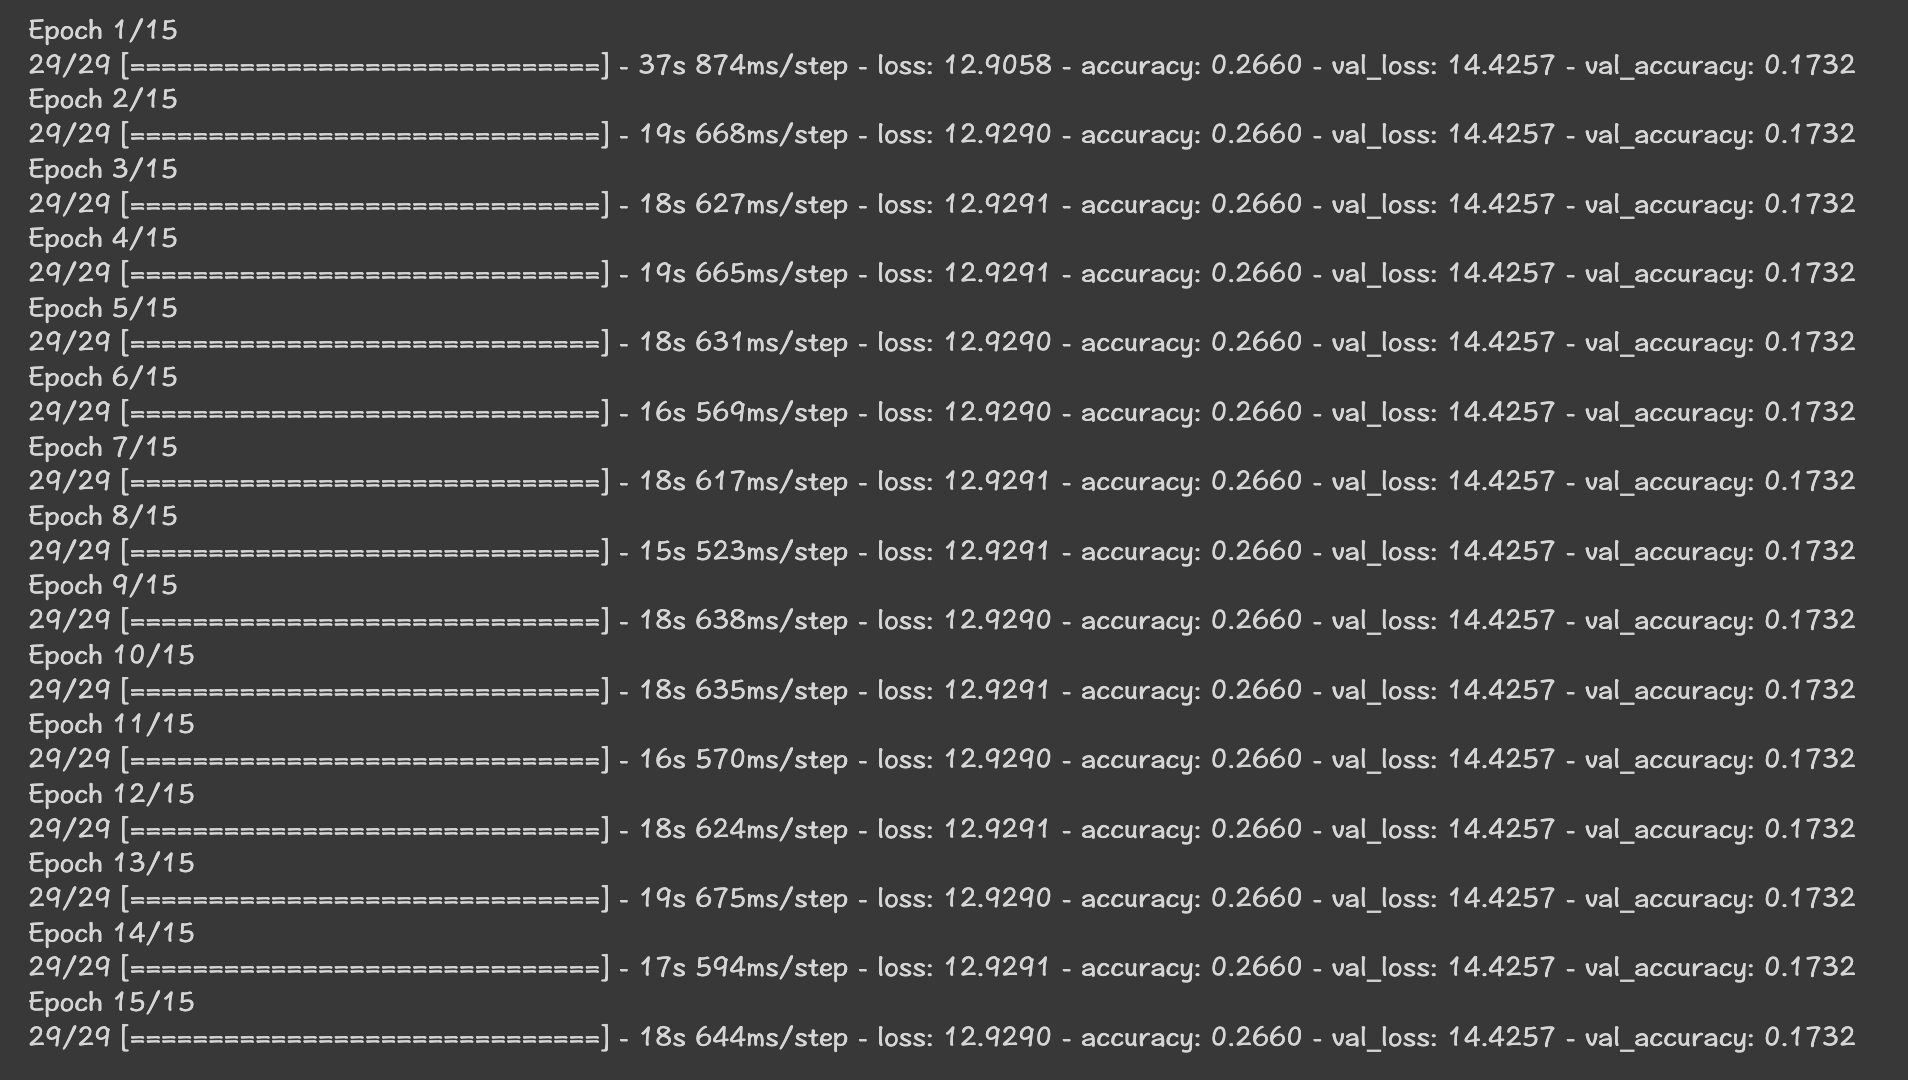 Epoch 1/15
29/29 [==============================] - 37s 874ms/step - loss: 12.9058 - accuracy: 0.2660 - val_loss: 14.4257 - val_accuracy: 0.1732
Epoch 2/15
29/29 [==============================] - 19s 668ms/step - loss: 12.9290 - accuracy: 0.2660 - val_loss: 14.4257 - val_accuracy: 0.1732
Epoch 3/15
29/29 [==============================] - 18s 627ms/step - loss: 12.9291 - accuracy: 0.2660 - val_loss: 14.4257 - val_accuracy: 0.1732
Epoch 4/15
29/29 [==============================] - 19s 665ms/step - loss: 12.9291 - accuracy: 0.2660 - val_loss: 14.4257 - val_accuracy: 0.1732
Epoch 5/15
29/29 [==============================] - 18s 631ms/step - loss: 12.9290 - accuracy: 0.2660 - val_loss: 14.4257 - val_accuracy: 0.1732
Epoch 6/15
29/29 [==============================] - 16s 569ms/step - loss: 12.9290 - accuracy: 0.2660 - val_loss: 14.4257 - val_accuracy: 0.1732
Epoch 7/15
29/29 [==============================] - 18s 617ms/step - loss: 12.9291 - accuracy: 0.2660 - val_loss: 14.4257 - val_accuracy: 0.1732
Epoch 8/15
29/29 [==============================] - 15s 523ms/step - loss: 12.9291 - accuracy: 0.2660 - val_loss: 14.4257 - val_accuracy: 0.1732
Epoch 9/15
29/29 [==============================] - 18s 638ms/step - loss: 12.9290 - accuracy: 0.2660 - val_loss: 14.4257 - val_accuracy: 0.1732
Epoch 10/15
29/29 [==============================] - 18s 635ms/step - loss: 12.9291 - accuracy: 0.2660 - val_loss: 14.4257 - val_accuracy: 0.1732
Epoch 11/15
29/29 [==============================] - 16s 570ms/step - loss: 12.9290 - accuracy: 0.2660 - val_loss: 14.4257 - val_accuracy: 0.1732
Epoch 12/15
29/29 [==============================] - 18s 624ms/step - loss: 12.9291 - accuracy: 0.2660 - val_loss: 14.4257 - val_accuracy: 0.1732
Epoch 13/15
29/29 [==============================] - 19s 675ms/step - loss: 12.9290 - accuracy: 0.2660 - val_loss: 14.4257 - val_accuracy: 0.1732
Epoch 14/15
29/29 [==============================] - 17s 594ms/step - loss: 12.9291 - accuracy: 0.2660 - val_loss: 14.4257 - val_accuracy: 0.1732
Epoch 15/15
29/29 [==============================] - 18s 644ms/step - loss: 12.9290 - accuracy: 0.2660 - val_loss: 14.4257 - val_accuracy: 0.1732